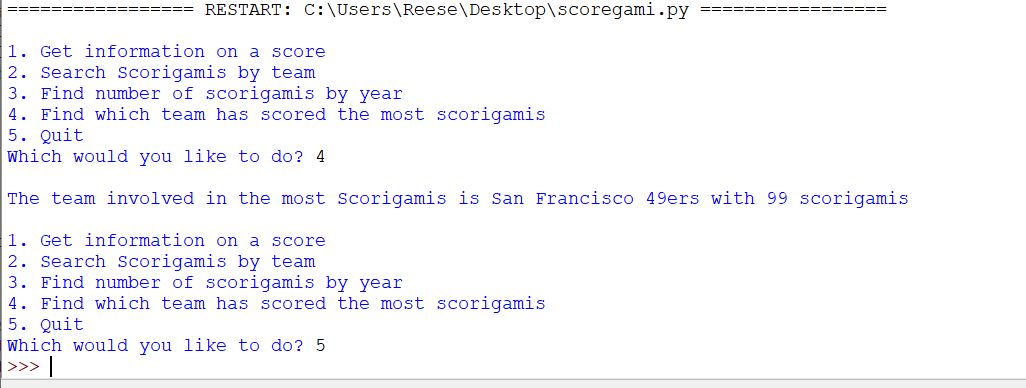 ================= RESTART: C:\Users\Reese\Desktop\scoregami.py =================
1. Get information on a score
2. Search Scorigamis by team
3. Find number of scorigamis by year
4. Find which team has scored the most scorigamis
5. Quit
Which would you like to do? 4
The team involved in the most Scorigamis is San Francisco 49ers with 99 scorigamis
1. Get information on a score
2. Search Scorigamis by team
3. Find number of scorigamis by year
4. Find which team has scored the most scorigamis
5. Quit
Which would you like to do? 5
>>>